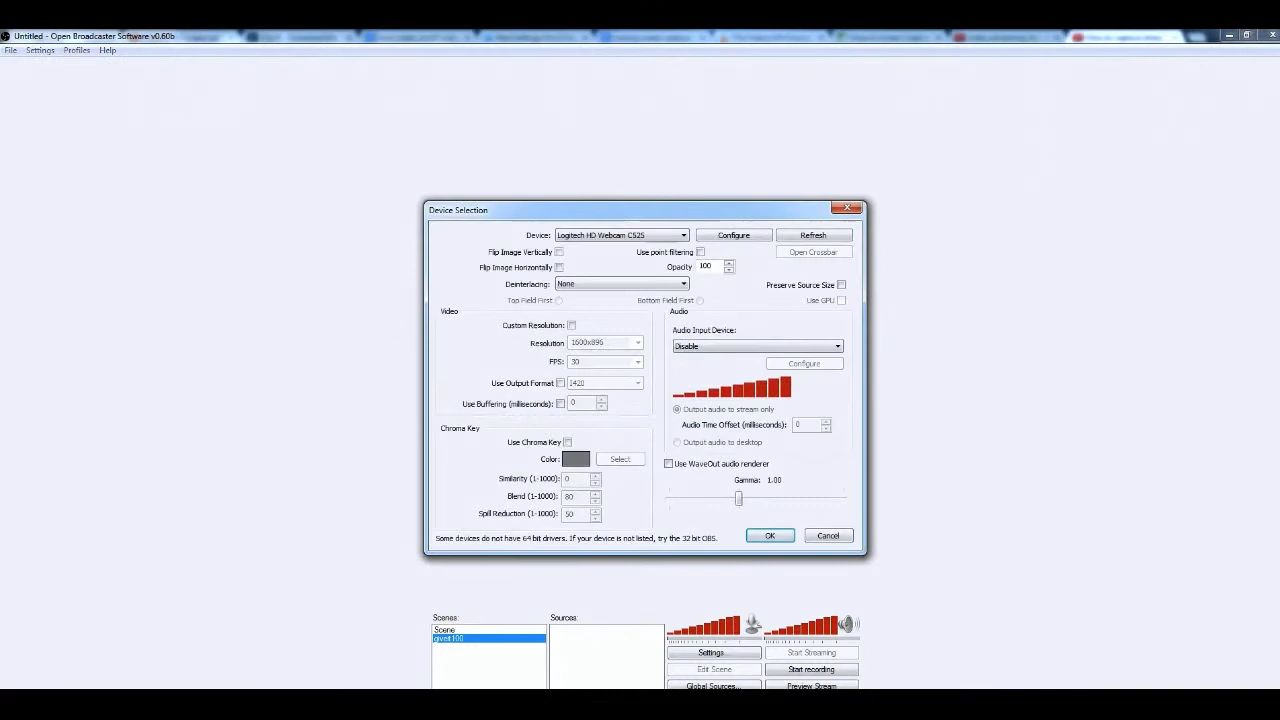 Untitled - Open Broadcaster Software v0.60b
File Settings Profiles Help
Device Selection
Device: Logitech HD Webcam C525 Configure Refresh
Flip Image Vertically Use point filtering Open Crossbar
Flip Image Horizontally Opacity 100
Deinterlacing: None Preserve Source Size
Top Field First Bottom Field First Use GPU
Video Audio
Custom Resolution: Audio Input Device:
Resolution 1600x896 Disable
FPS: 30 Configure
Use Output Format I420
Use Buffering (milliseconds): 0 Output audio to stream only
Audio Time Offset (milliseconds): 0
Chroma Key
Use Chroma Key Output audio to desktop
Color: Select Use WaveOut audio renderer
Similarity (1-1000) 0 Gamma: 1.00
Blend (1-1000): 80
Spill Reduction (1-1000): 50
Some devices do not have 64 bit drivers. If your device is not listed, try the 32 bit OBS. OK Cancel
Scenes: Sources:
Scene
giveit100
Settings... Start Streaming
Edit Scene Start recording
Global Sources... Preview Stream